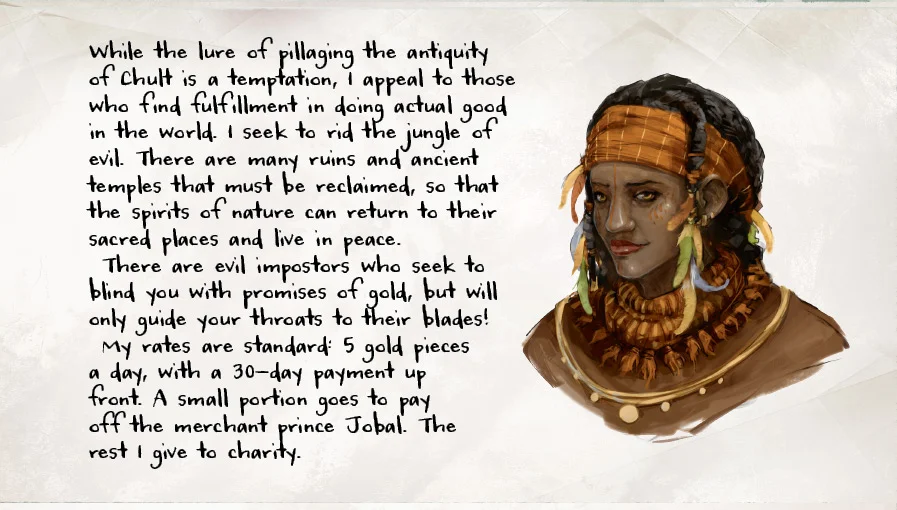 While the lure of pillaging the antiquity
of Chult is a temptation, I appeal to those
who find fulfillment in doing actual good
in the world. I seek to rid the jungle of
evil. There are many ruins and ancient
temples that must be reclaimed, so that
the spirits of nature can return to their
sacred places and live in peace.
There are evil impostors who seek to
blind you with promises of gold, but will
only guide your throats to their blades!
My rates are standard: 5 gold pieces
a day, with a 30-day payment up
front. A small portion goes to pay
off the merchant prince Jobal. The
rest I give to charity.